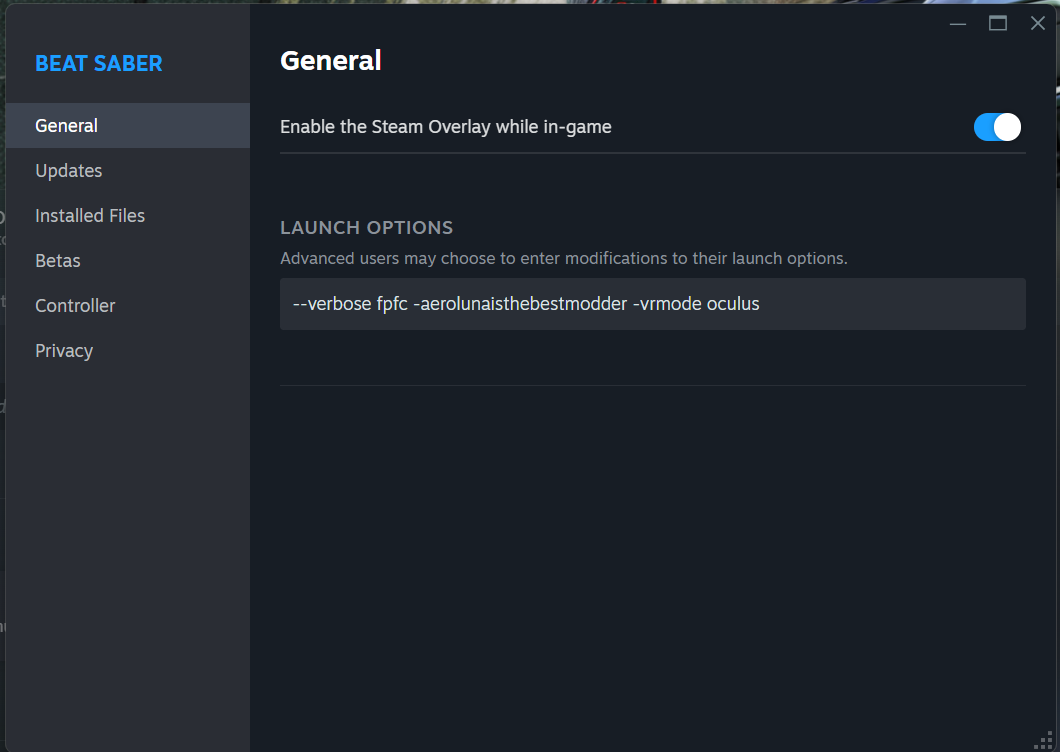 BEAT SABER
General
Updates
Installed Files
Betas
Controller
Privacy
General
Enable the Steam Overlay while in-game
LAUNCH OPTIONS
Advanced users may choose to enter modifications to their launch options.
--verbose fpfc -aerolunaisthebestmodder -vrmode oculus